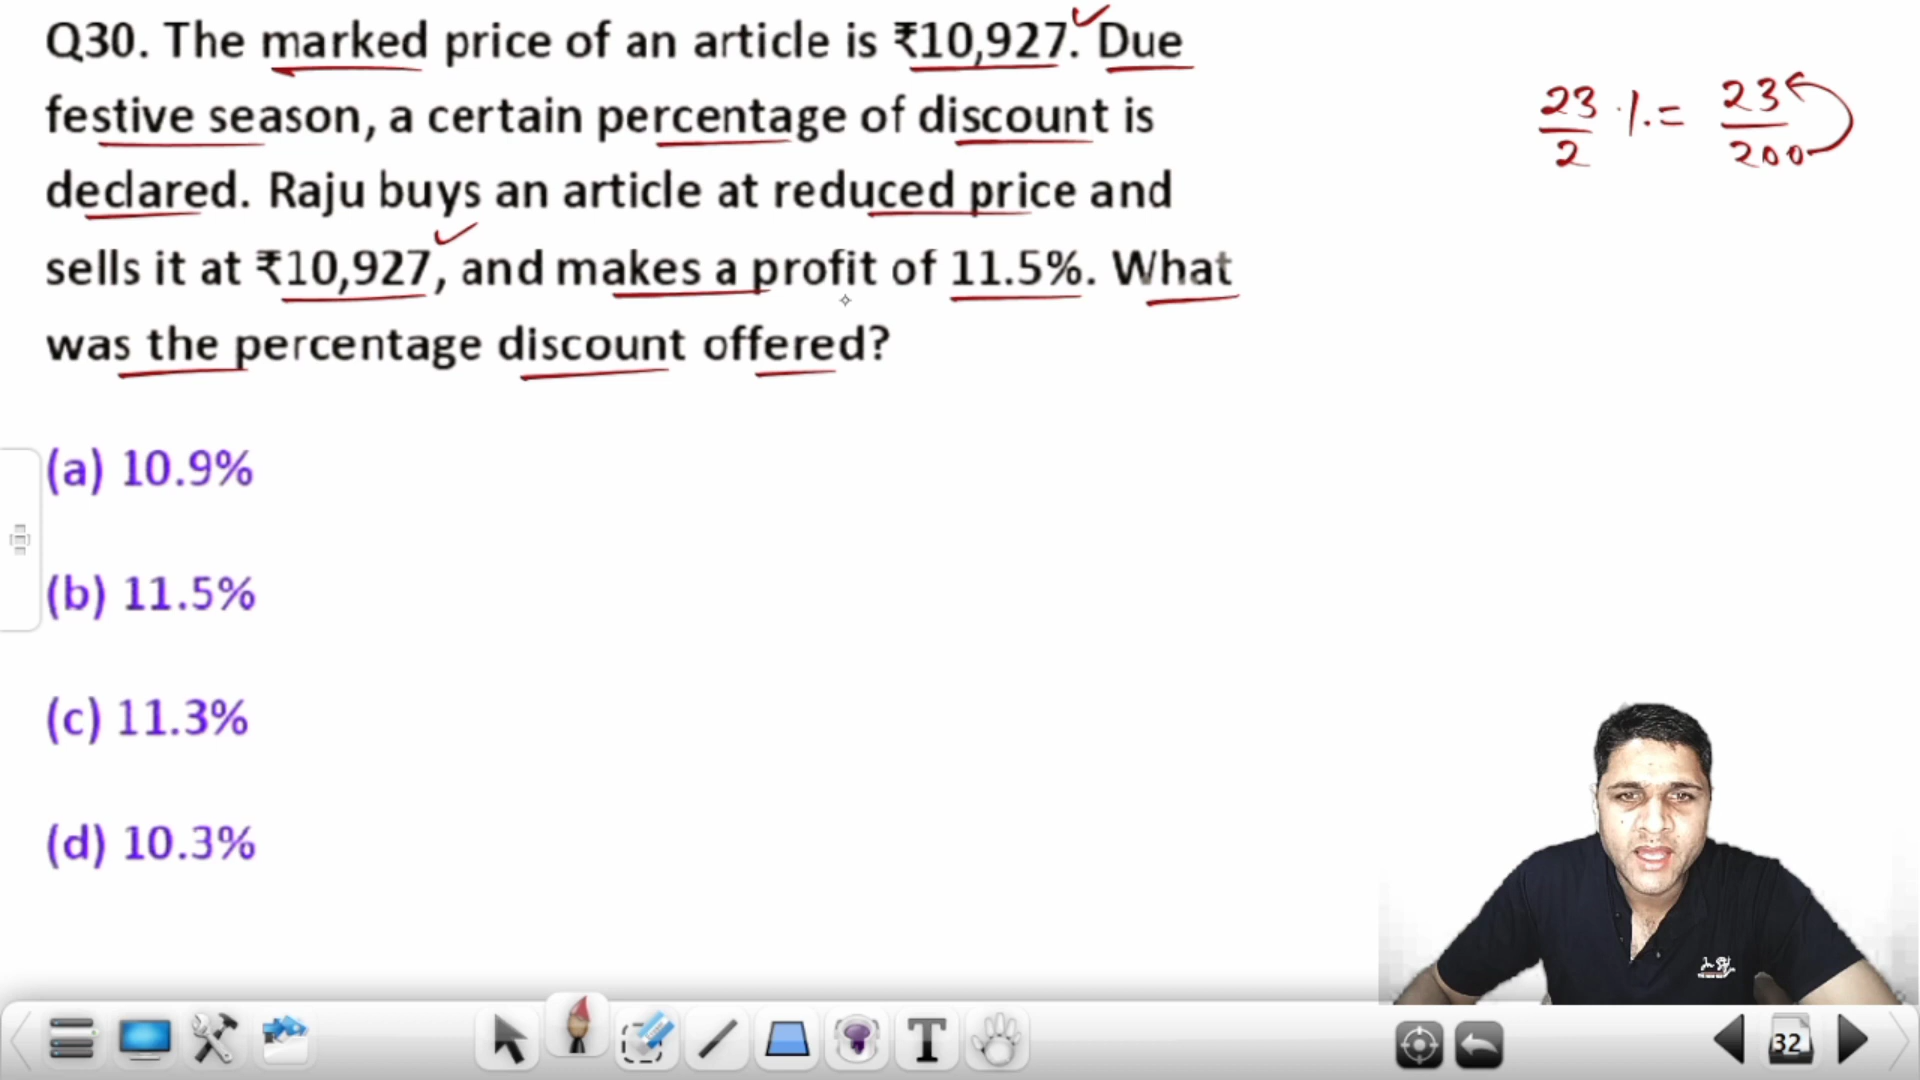 Q30. The marked price of an article is ₹10,927. Due
festive season, a certain percentage of discount is
declared. Raju buys an article at reduced price and
sells it at ₹10,927, and makes a profit of 11.5%. What
was the percentage discount offered?
23/2 % = 23/200
(a) 10.9%
(b) 11.5%
(c) 11.3%
(d) 10.3%
T
32